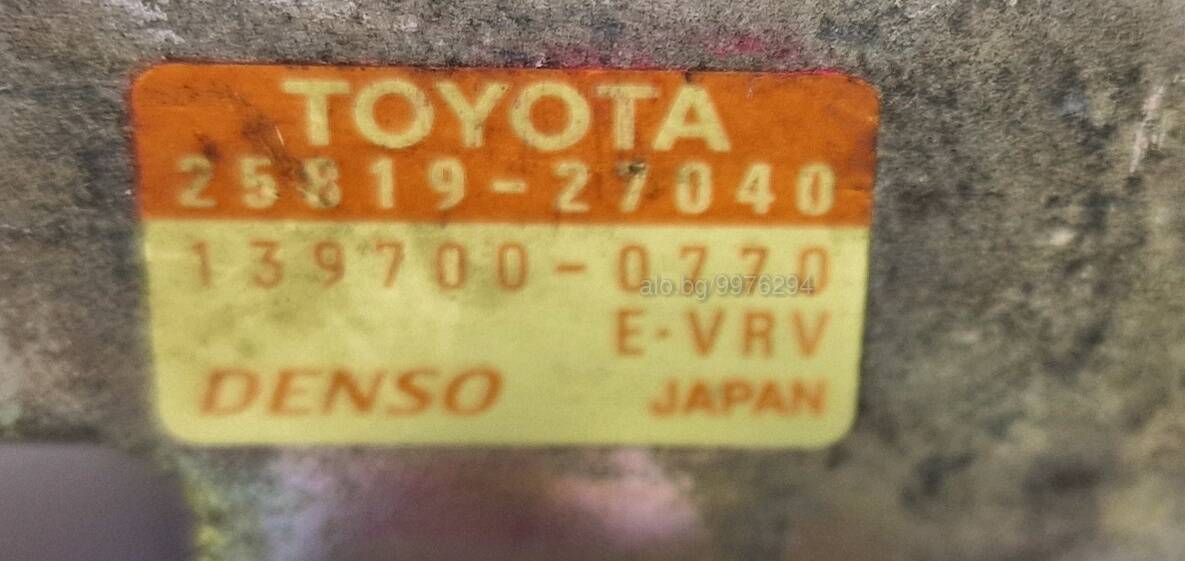 TOYOTA
25819-27040
139700-0770
alo.bg 9976294
E·VRV
DENSO JAPAN